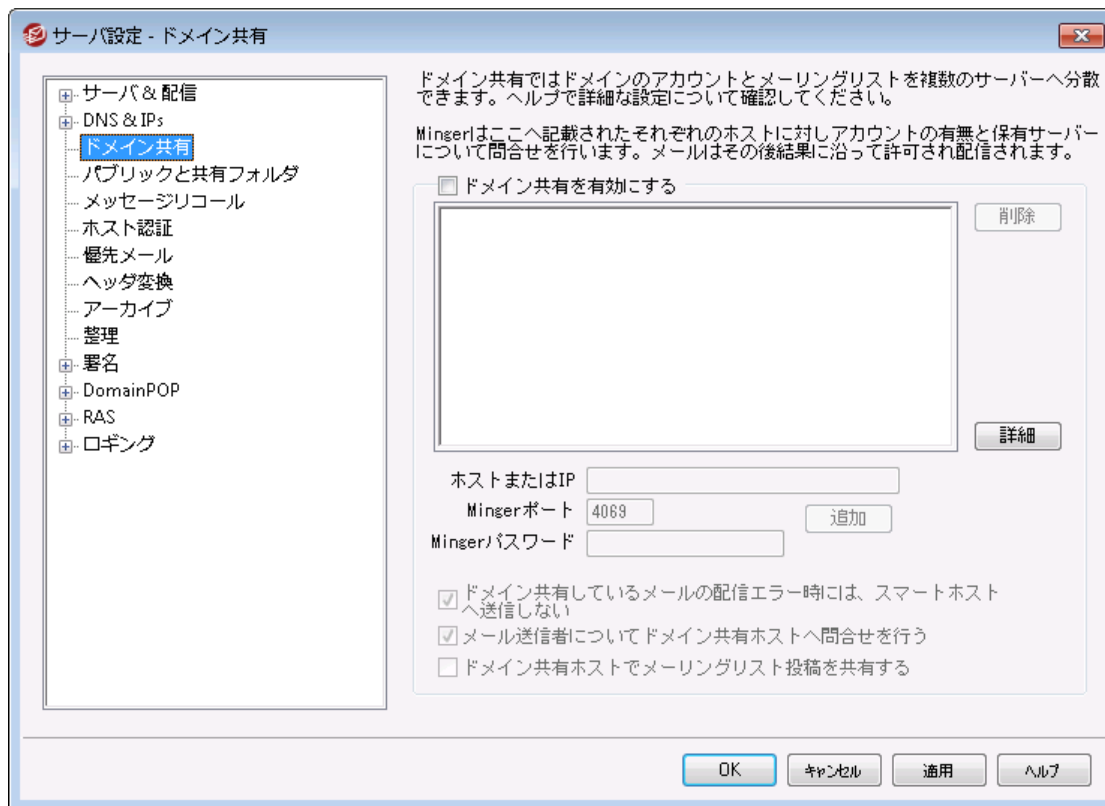 サーバ設定 - ドメイン共有
サーバ & 配信
DNS & IPs
ドメイン共有
パブリックと共有フォルダ
メッセージリコール
ホスト認証
優先メール
ヘッダ変換
アーカイブ
整理
署名
DomainPOP
RAS
ロギング
ドメイン共有ではドメインのアカウントとメーリングリストを複数のサーバーへ分散
できます。ヘルプで詳細な設定について確認してください。
Mingerはここへ記載されたそれぞれのホストに対しアカウントの有無と保有サーバー
について問合せを行います。メールはその後結果に沿って許可され配信されます。
ドメイン共有を有効にする
削除
詳細
ホストまたはIP
Mingerポート 4069
追加
Mingerパスワード
ドメイン共有しているメールの配信エラー時には、スマートホスト
へ送信しない
メール送信者についてドメイン共有ホストへ問合せを行う
ドメイン共有ホストでメーリングリスト投稿を共有する
OK
キャンセル
適用
ヘルプ